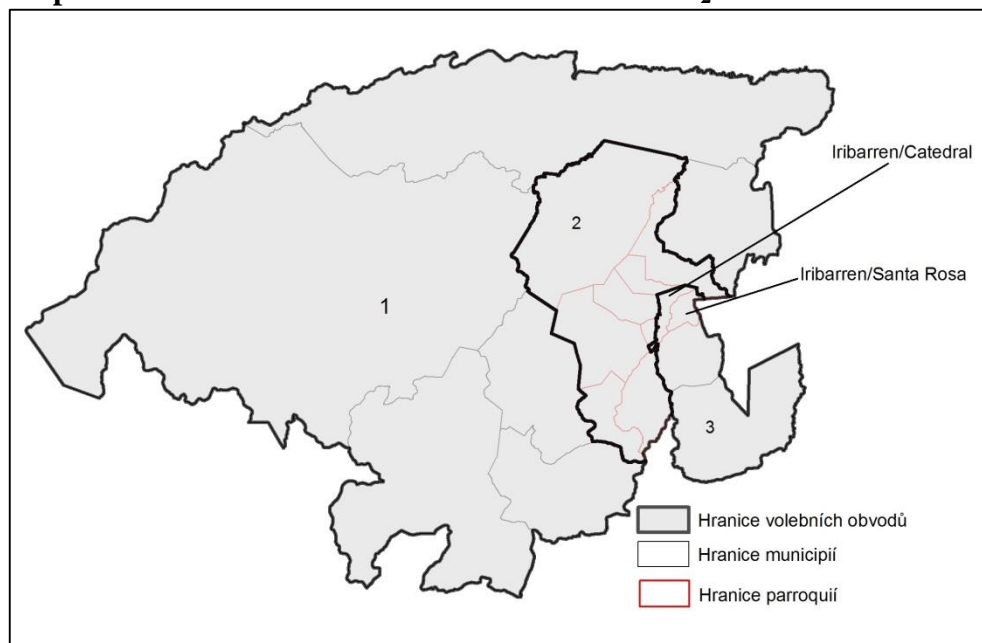 Iribarren/Catedral
2
Iribarren/Santa Rosa
1
3
Hranice volebních obvodů
Hranice municipií
Hranice parroquií